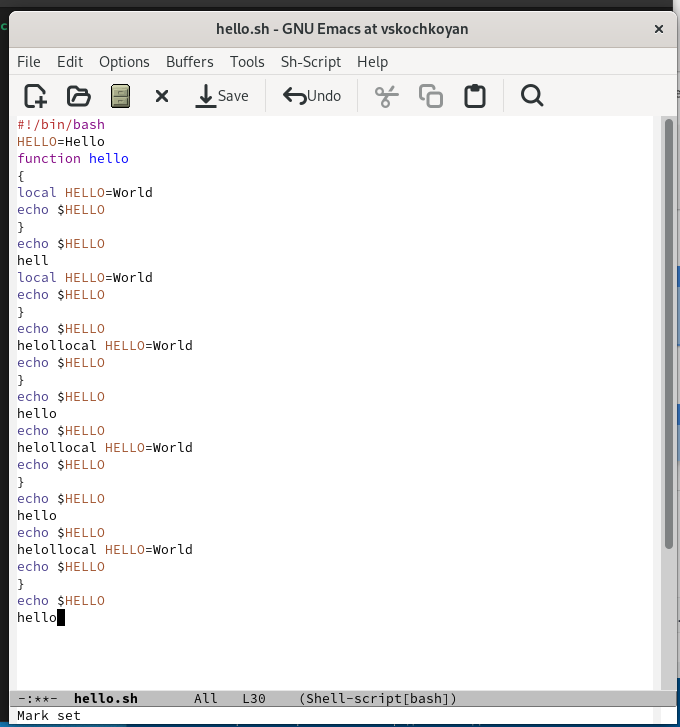 c
hello.sh - GNU Emacs at vskochkoyan ×
File Edit Options Buffers Tools Sh-Script Help
Save Undo
#!/bin/bash
HELLO=Hello
function hello
{
local HELLO=World
echo $HELLO
}
echo $HELLO
hell
local HELLO=World
echo $HELLO
}
echo $HELLO
helollocal HELLO=World
echo $HELLO
}
echo $HELLO
hello
echo $HELLO
helollocal HELLO=World
echo $HELLO
}
echo $HELLO
hello
echo $HELLO
helollocal HELLO=World
echo $HELLO
}
echo $HELLO
hello
-:**- hello.sh All L30 (Shell-script[bash])
Mark set